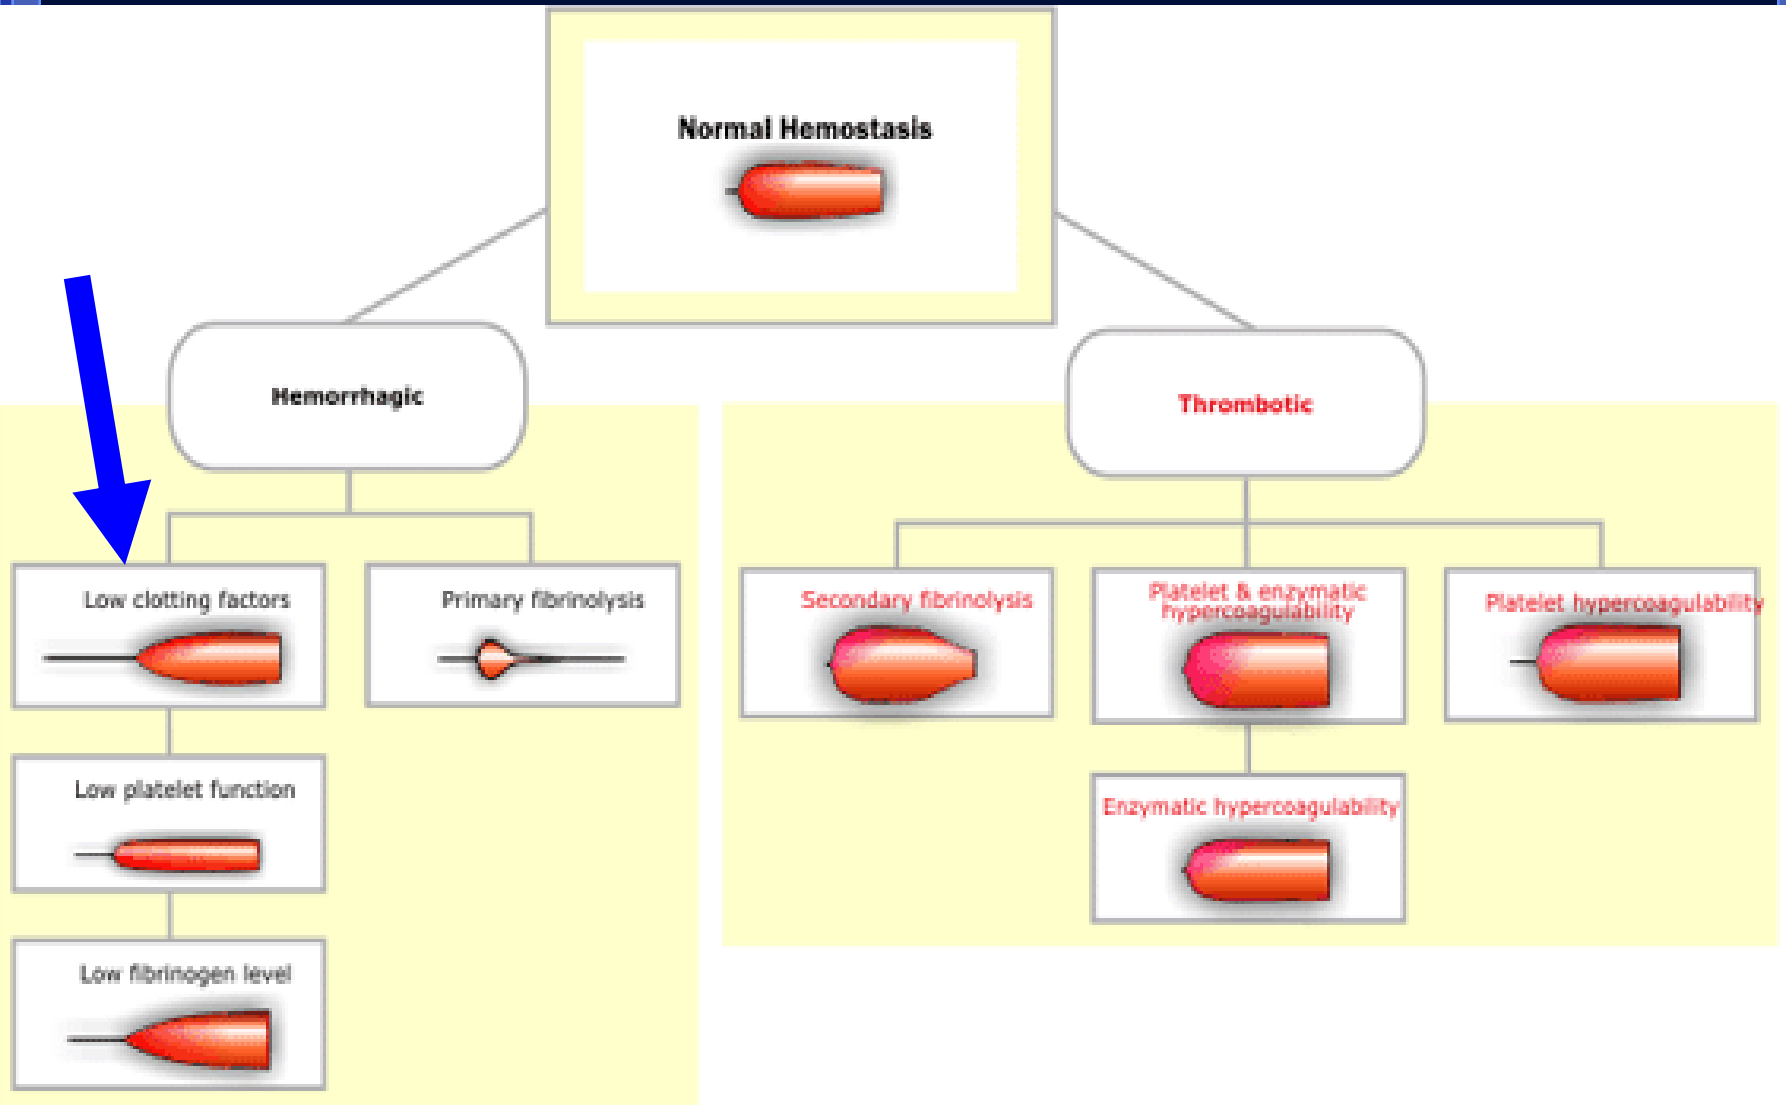 Normal Hemostasis
Hemorrhagic
Thrombotic
Low clotting factors
Primary fibrinolysis
Secondary fibrinolysis
Platelet & enzymatic
hypercoagulability
Platelet hypercoagulability
Low platelet function
Enzymatic hypercoagulability
Low fibrinogen level